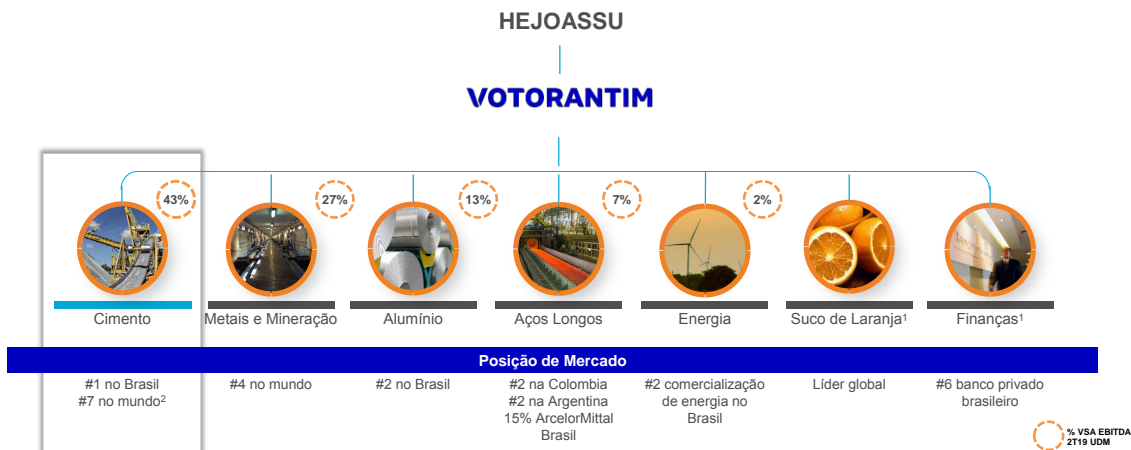 HEJOASSU
VOTORANTIM
43%
27%
13%
7%
2%
Cimento
Metais e Mineração
Alumínio
Aços Longos
Energia
Suco de Laranja¹
Finanças¹
Posição de Mercado
#1 no Brasil
#7 no mundo²
#4 no mundo
#2 no Brasil
#2 na Colombia
#2 na Argentina
15% ArcelorMittal
Brasil
#2 comercialização
de energia no
Brasil
Líder global
#6 banco privado
brasileiro
% VSA EBITDA
2T19 UDM